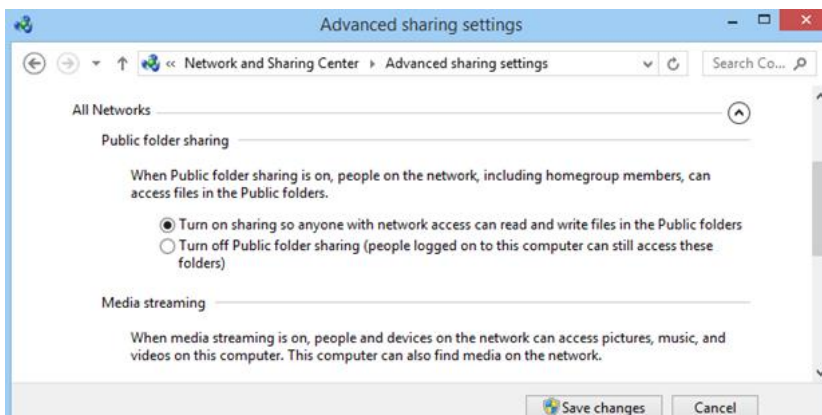 Advanced sharing settings
« Network and Sharing Center Advanced sharing settings Search Co...
All Networks
Public folder sharing
When Public folder sharing is on, people on the network, including homegroup members, can
access files in the Public folders.
Turn on sharing so anyone with network access can read and write files in the Public folders
Turn off Public folder sharing (people logged on to this computer can still access these
folders)
Media streaming
When media streaming is on, people and devices on the network can access pictures, music, and
videos on this computer. This computer can also find media on the network.
Save changes Cancel